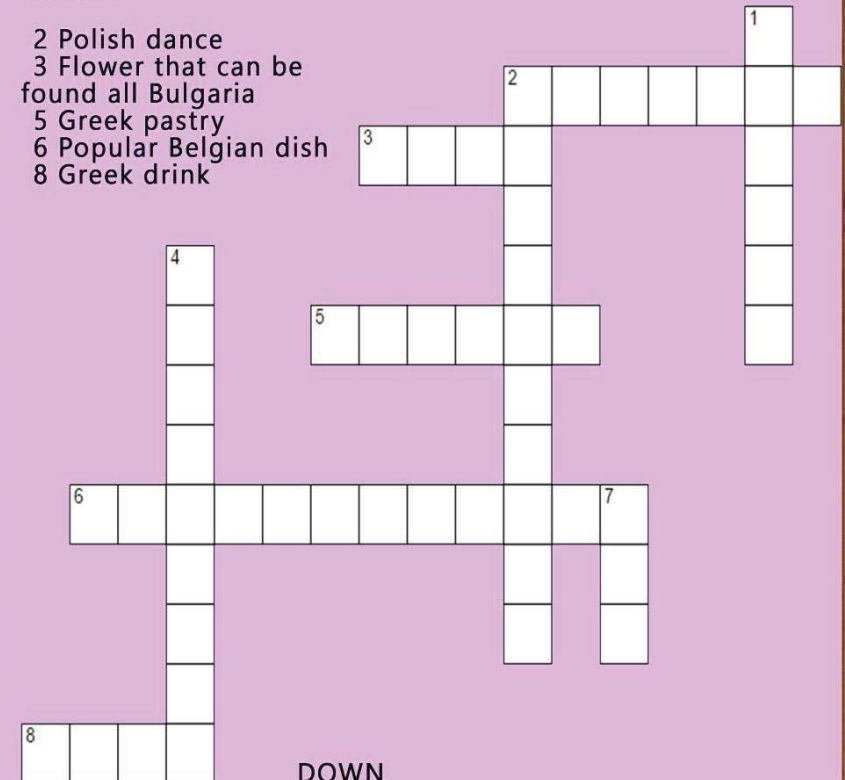 2 Polish dance
3 Flower that can be
found all Bulgaria
5 Greek pastry
6 Popular Belgian dish
8 Greek drink
1
2
3
4
5
6
7
8
DOWN